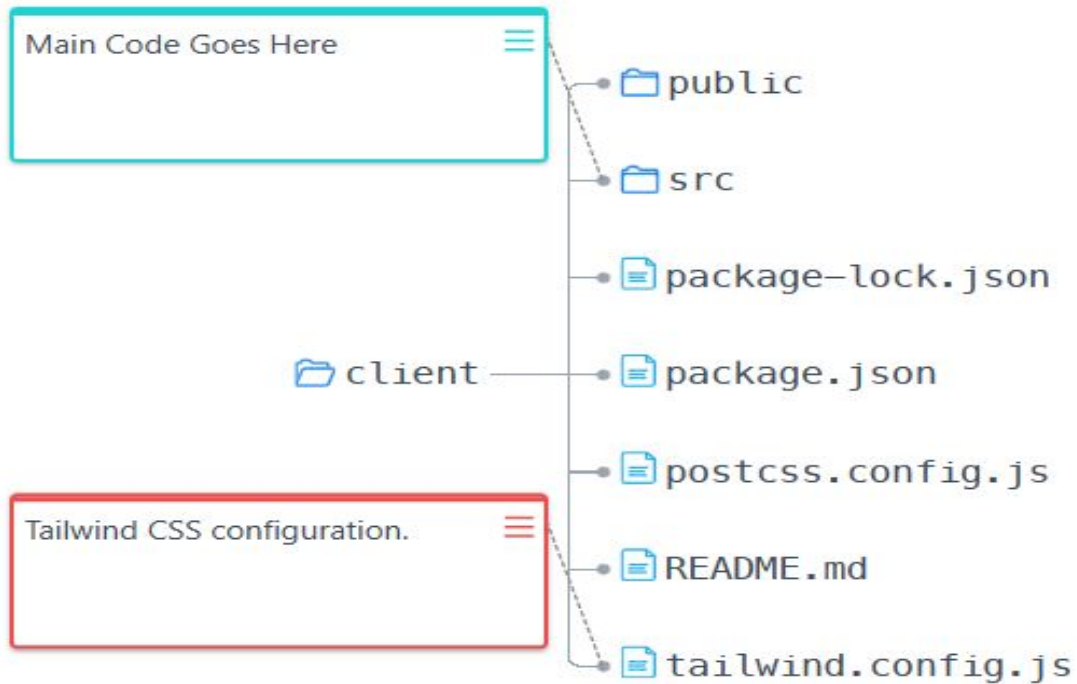 Main Code Goes Here
public
src
package-lock.json
client
package.json
postcss.config.js
Tailwind CSS configuration.
README.md
tailwind.config.js